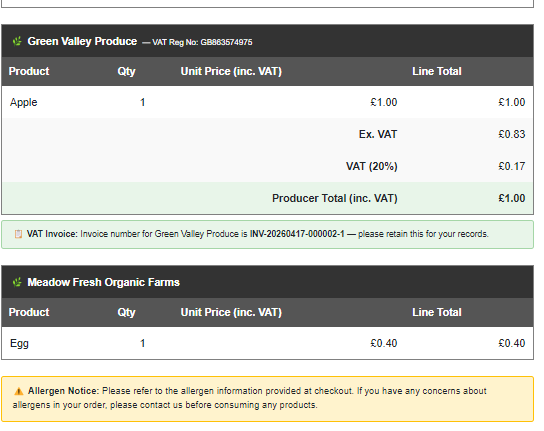 Green Valley Produce — VAT Reg No: GB863574975
Product Qty Unit Price (inc. VAT) Line Total
Apple 1 £1.00 £1.00
Ex. VAT £0.83
VAT (20%) £0.17
Producer Total (inc. VAT) £1.00
VAT Invoice: Invoice number for Green Valley Produce is INV-20260417-000002-1 — please retain this for your records.
Meadow Fresh Organic Farms
Product Qty Unit Price (inc. VAT) Line Total
Egg 1 £0.40 £0.40
Allergen Notice: Please refer to the allergen information provided at checkout. If you have any concerns about
allergens in your order, please contact us before consuming any products.